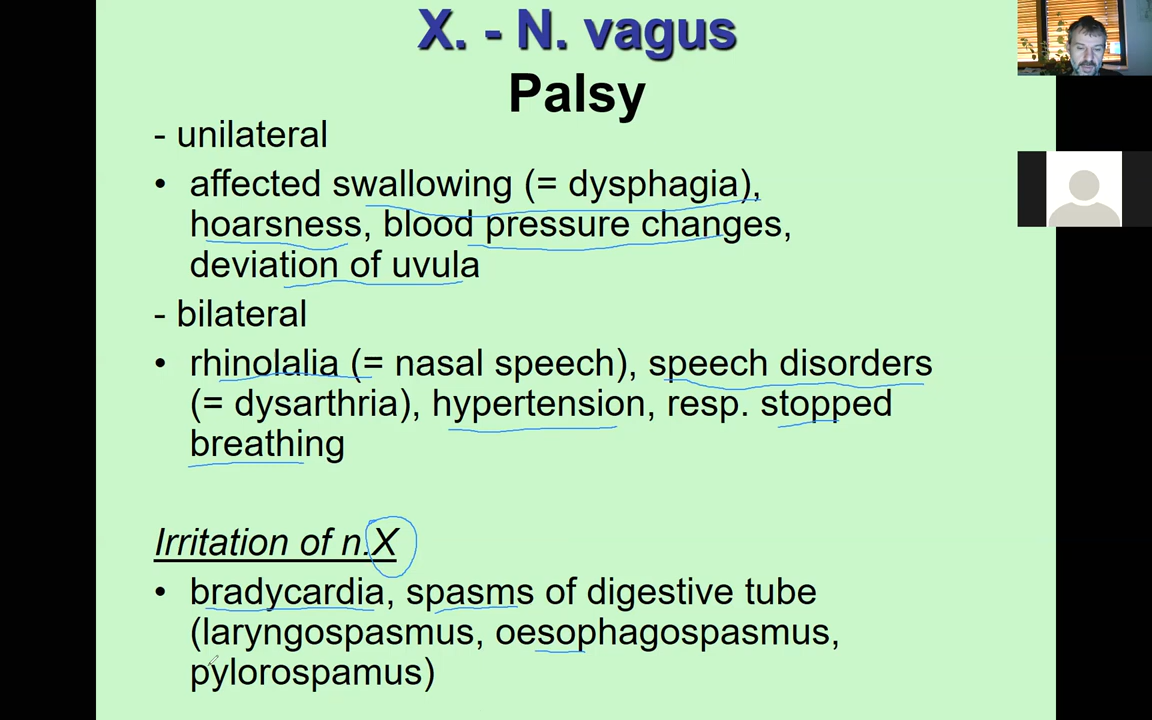 X. - N. vagus
Palsy
- unilateral
• affected swallowing (= dysphagia),
hoarsness, blood pressure changes,
deviation of uvula
- bilateral
• rhinolalia (= nasal speech), speech disorders
(= dysarthria), hypertension, resp. stopped
breathing
Irritation of n.X
• bradycardia, spasms of digestive tube
(laryngospasmus, oesophagospasmus,
pylorospamus)